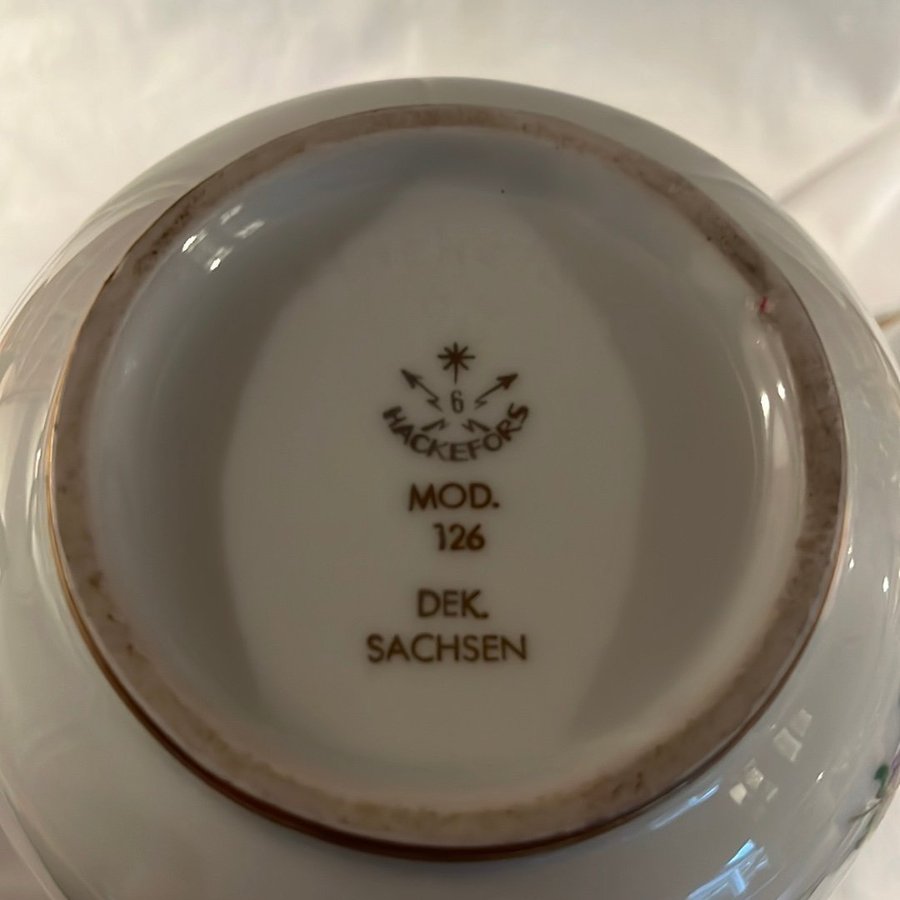 6
HACKEFORS
MOD.
126
DEK.
SACHSEN